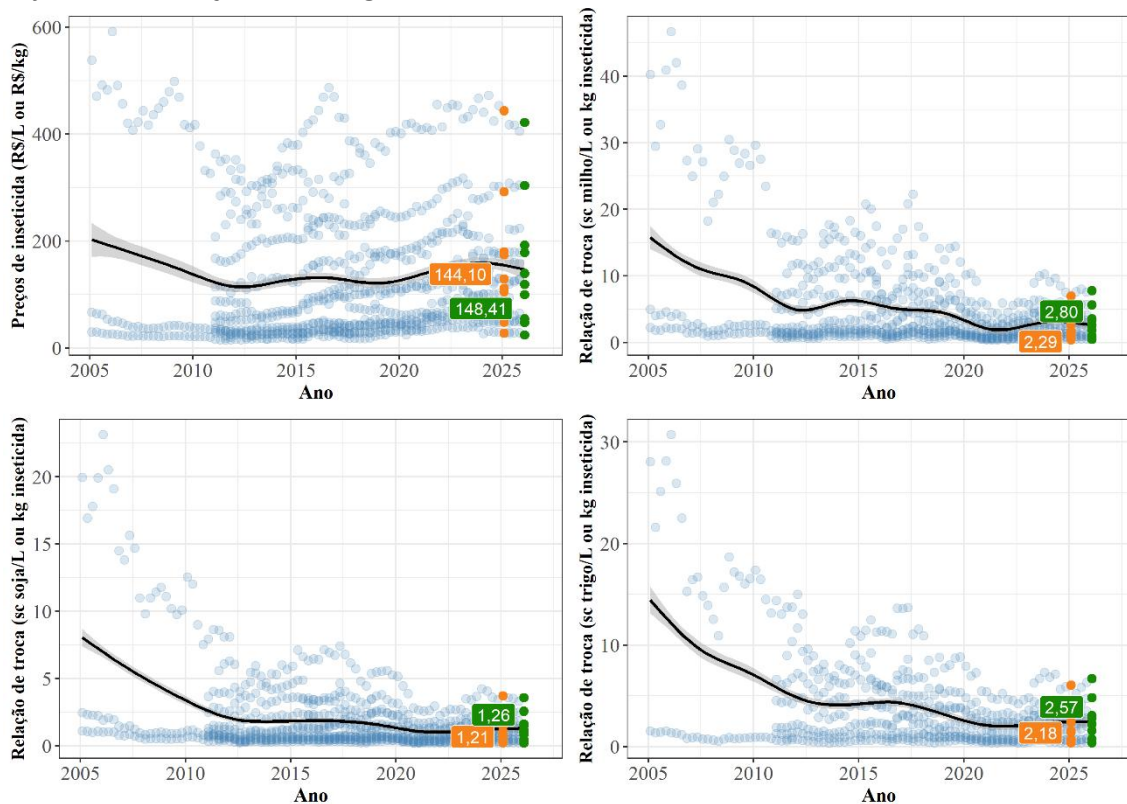 Preços de inseticida (R$/L ou R$/kg)
600
400
200
0
144,10
148,41
2005 2010 2015 2020 2025
Ano
Relação de troca (sc milho/L ou kg inseticida)
40
30
20
10
0
2,80
2,29
2005 2010 2015 2020 2025
Ano
Relação de troca (sc soja/L ou kg inseticida)
20
15
10
5
0
1,26
1,21
2005 2010 2015 2020 2025
Ano
Relação de troca (sc trigo/L ou kg inseticida)
30
20
10
0
2,57
2,18
2005 2010 2015 2020 2025
Ano